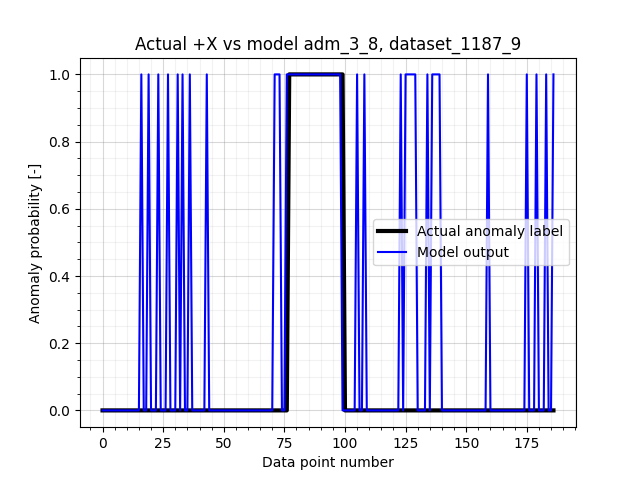 Actual +X vs model adm_3_8, dataset_1187_9
Anomaly probability [-]
1.0
0.8
0.6
0.4
0.2
0.0
Actual anomaly label
Model output
0 25 50 75 100 125 150 175
Data point number